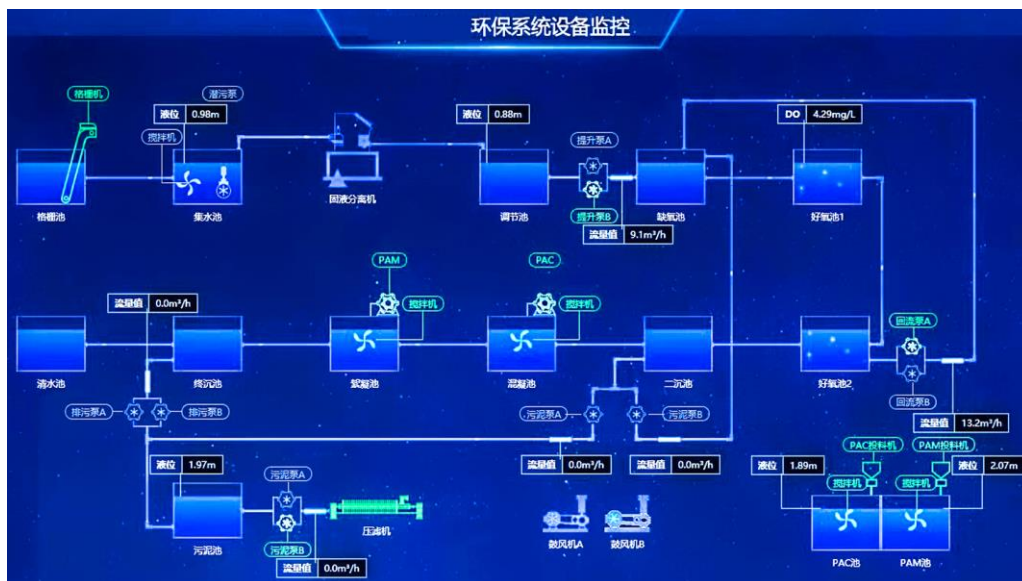 环保系统设备监控
格栅机
潜污泵
液位 0.98m
液位 0.88m
DO 4.29mg/L
搅拌机
提升泵A
格栅池
集水池
固液分离机
调节池
提升泵B
缺氧池
好氧池1
流量值 9.1m³/h
PAM
PAC
流量值 0.0m³/h
搅拌机
搅拌机
回流泵A
清水池
终沉池
絮凝池
混凝池
二沉池
好氧池2
回流泵B
排污泵A
排污泵B
污泥泵A
污泥泵B
流量值 13.2m³/h
PAC投料机
PAM投料机
液位 1.97m
流量值 0.0m³/h
流量值 0.0m³/h
液位 1.89m
液位 2.07m
污泥泵A
搅拌机
搅拌机
压滤机
污泥池
污泥泵B
鼓风机A
鼓风机B
流量值 0.0m³/h
PAC池
PAM池